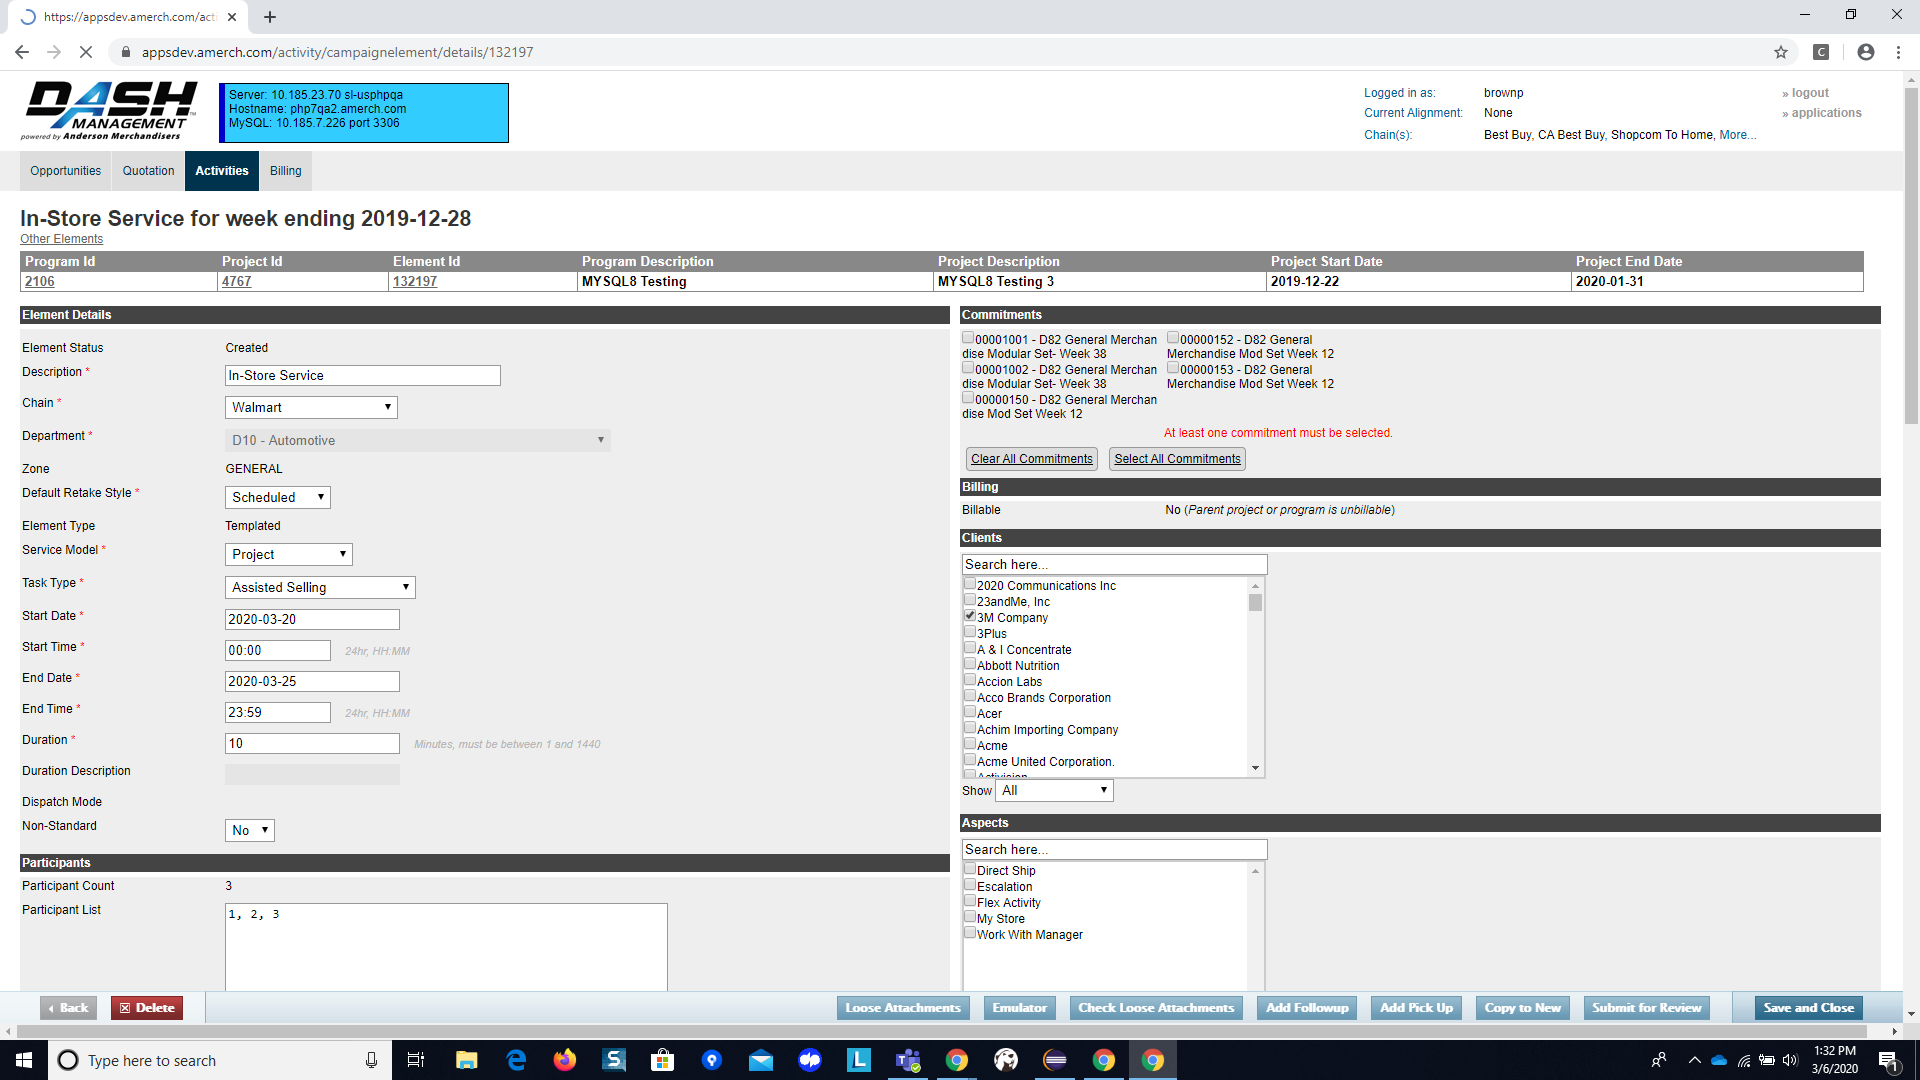 https://appsdev.amerch.com/acti
appsdev.amerch.com/activity/campaignelement/details/132197
C
DASH
MANAGEMENT
powered by Anderson Merchandisers
Server: 10.185.23.70 sl-usphpqa
Hostname: php7qa2.amerch.com
MySQL: 10.185.7.226 port 3306
Logged in as: brownp
Current Alignment: None
Chain(s): Best Buy, CA Best Buy, Shopcom To Home, More...
» logout
» applications
Opportunities Quotation Activities Billing
In-Store Service for week ending 2019-12-28
Other Elements
Program Id Project Id Element Id Program Description Project Description Project Start Date Project End Date
2106 4767 132197 MYSQL8 Testing MYSQL8 Testing 3 2019-12-22 2020-01-31
Element Details
Element Status Created
Description * In-Store Service
Chain * Walmart
Department * D10 - Automotive
Zone GENERAL
Default Retake Style * Scheduled
Element Type Templated
Service Model * Project
Task Type * Assisted Selling
Start Date * 2020-03-20
Start Time * 00:00 24hr, HH:MM
End Date * 2020-03-25
End Time * 23:59 24hr, HH:MM
Duration * 10 Minutes, must be between 1 and 1440
Duration Description
Dispatch Mode
Non-Standard No
Participants
Participant Count 3
Participant List 1, 2, 3
Commitments
00001001 - D82 General Merchan
dise Modular Set- Week 38
00000152 - D82 General
Merchandise Mod Set Week 12
00001002 - D82 General Merchan
dise Modular Set- Week 38
00000153 - D82 General
Merchandise Mod Set Week 12
00000150 - D82 General Merchan
dise Mod Set Week 12
At least one commitment must be selected.
Clear All Commitments Select All Commitments
Billing
Billable No (Parent project or program is unbillable)
Clients
Search here...
2020 Communications Inc
23andMe, Inc
3M Company
3Plus
A & I Concentrate
Abbott Nutrition
Accion Labs
Acco Brands Corporation
Acer
Achim Importing Company
Acme
Acme United Corporation.
Activision
Show All
Aspects
Search here...
Direct Ship
Escalation
Flex Activity
My Store
Work With Manager
Back Delete Loose Attachments Emulator Check Loose Attachments Add Followup Add Pick Up Copy to New Submit for Review Save and Close
Type here to search
1:32 PM
3/6/2020
1